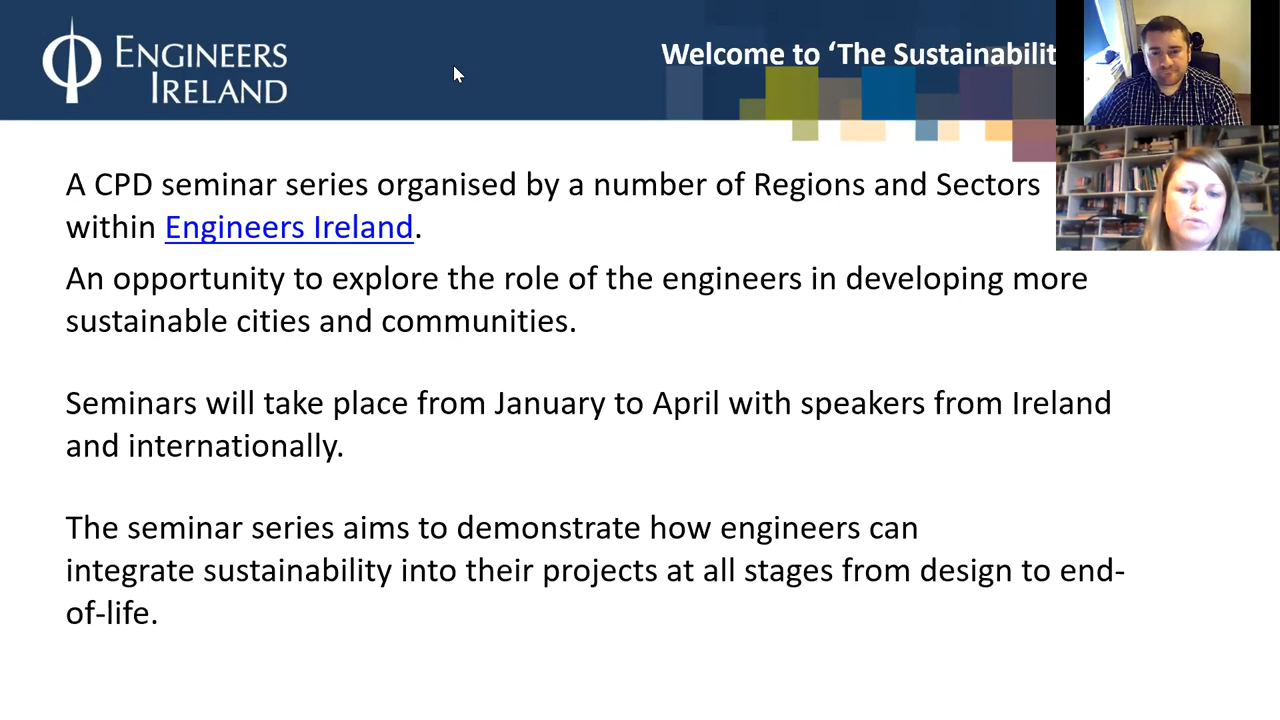 ENGINEERS
IRELAND
Welcome to ‘The Sustainabilit
A CPD seminar series organised by a number of Regions and Sectors
within Engineers Ireland.
An opportunity to explore the role of the engineers in developing more
sustainable cities and communities.
Seminars will take place from January to April with speakers from Ireland
and internationally.
The seminar series aims to demonstrate how engineers can
integrate sustainability into their projects at all stages from design to end-
of-life.